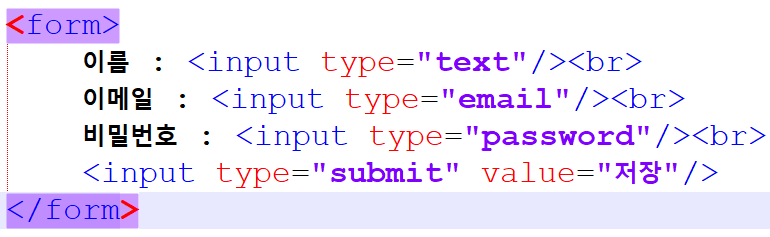 <form>
이름 : <input type="text"/><br>
이메일 : <input type="email"/><br>
비밀번호 : <input type="password"/><br>
<input type="submit" value="저장"/>
</form>